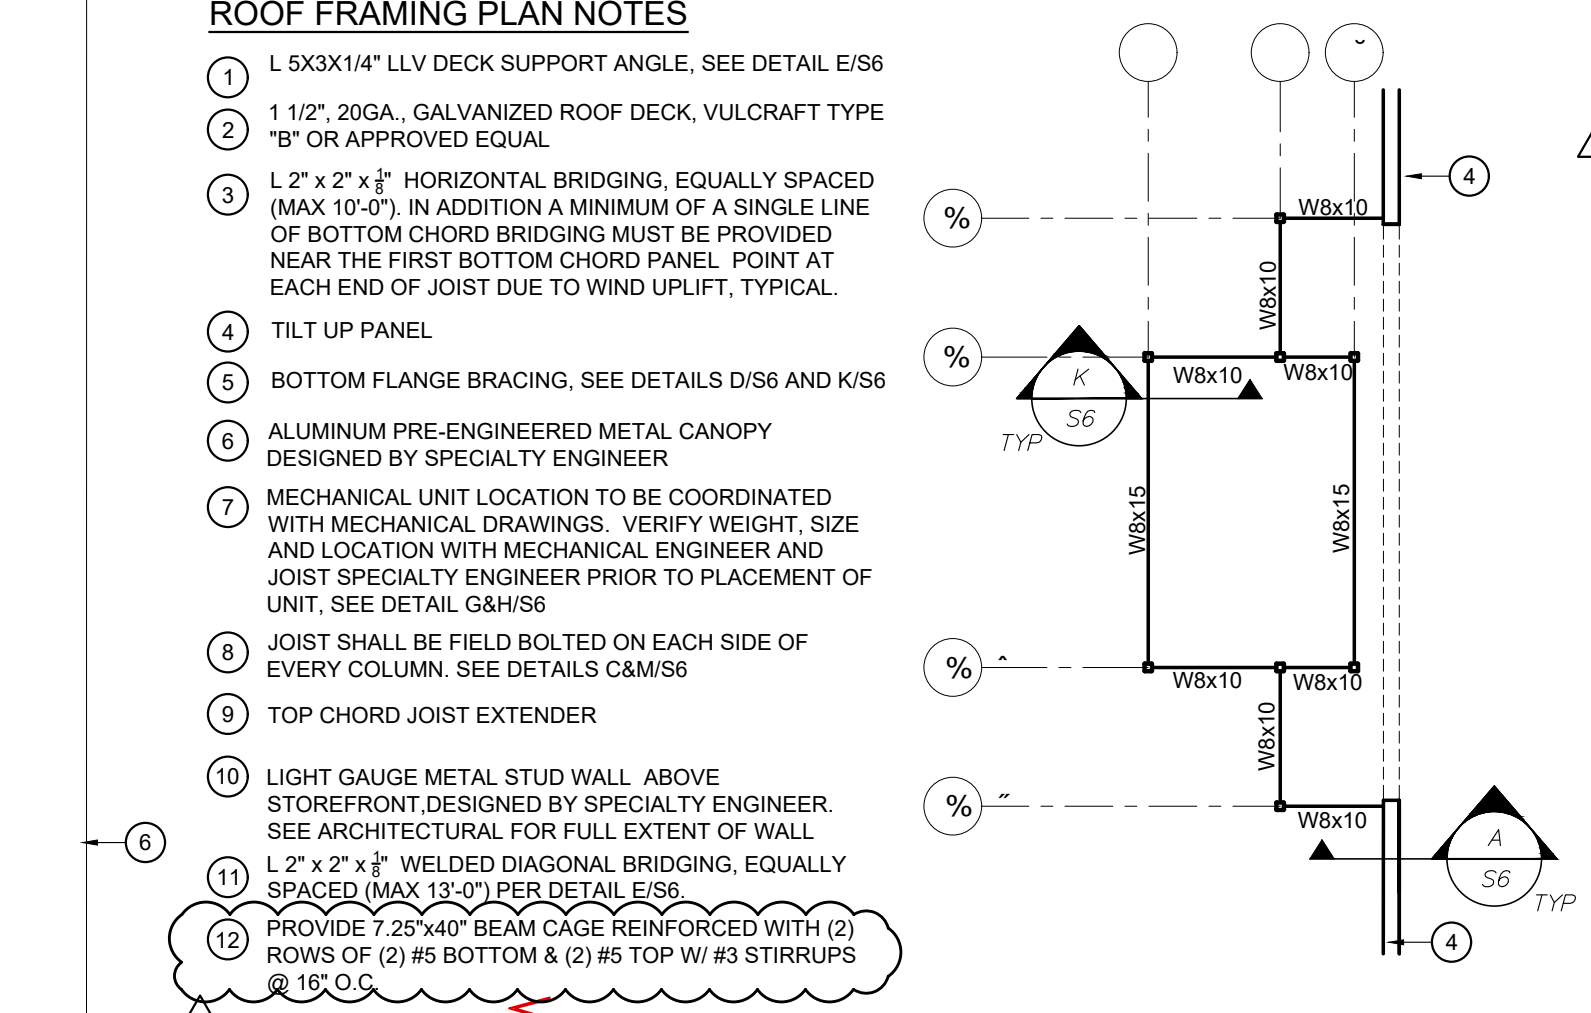 ROOF FRAMING PLAN NOTES
1 L 5X3X1/4" LLV DECK SUPPORT ANGLE, SEE DETAIL E/S6
2 1 1/2", 20GA., GALVANIZED ROOF DECK, VULCRAFT TYPE
"B" OR APPROVED EQUAL
3 L 2" x 2" x 1/8" HORIZONTAL BRIDGING, EQUALLY SPACED
(MAX 10'-0"). IN ADDITION A MINIMUM OF A SINGLE LINE
OF BOTTOM CHORD BRIDGING MUST BE PROVIDED
NEAR THE FIRST BOTTOM CHORD PANEL POINT AT
EACH END OF JOIST DUE TO WIND UPLIFT, TYPICAL.
4 TILT UP PANEL
5 BOTTOM FLANGE BRACING, SEE DETAILS D/S6 AND K/S6
6 ALUMINUM PRE-ENGINEERED METAL CANOPY
DESIGNED BY SPECIALTY ENGINEER
7 MECHANICAL UNIT LOCATION TO BE COORDINATED
WITH MECHANICAL DRAWINGS. VERIFY WEIGHT, SIZE
AND LOCATION WITH MECHANICAL ENGINEER AND
JOIST SPECIALTY ENGINEER PRIOR TO PLACEMENT OF
UNIT, SEE DETAIL G&H/S6
8 JOIST SHALL BE FIELD BOLTED ON EACH SIDE OF
EVERY COLUMN. SEE DETAILS C&M/S6
9 TOP CHORD JOIST EXTENDER
10 LIGHT GAUGE METAL STUD WALL ABOVE
STOREFRONT,DESIGNED BY SPECIALTY ENGINEER.
SEE ARCHITECTURAL FOR FULL EXTENT OF WALL
11 L 2" x 2" x 1/8" WELDED DIAGONAL BRIDGING, EQUALLY
SPACED (MAX 13'-0") PER DETAIL E/S6.
12 PROVIDE 7.25"x40" BEAM CAGE REINFORCED WITH (2)
ROWS OF (2) #5 BOTTOM & (2) #5 TOP W/ #3 STIRRUPS
@ 16" O.C.
6
˘
4
%
W8x10
W8x10
%
W8x10
W8x10
K
S6
TYP
W8x15
W8x15
% ˆ
W8x10
W8x10
W8x10
% ˝
W8x10
A
S6
TYP
4